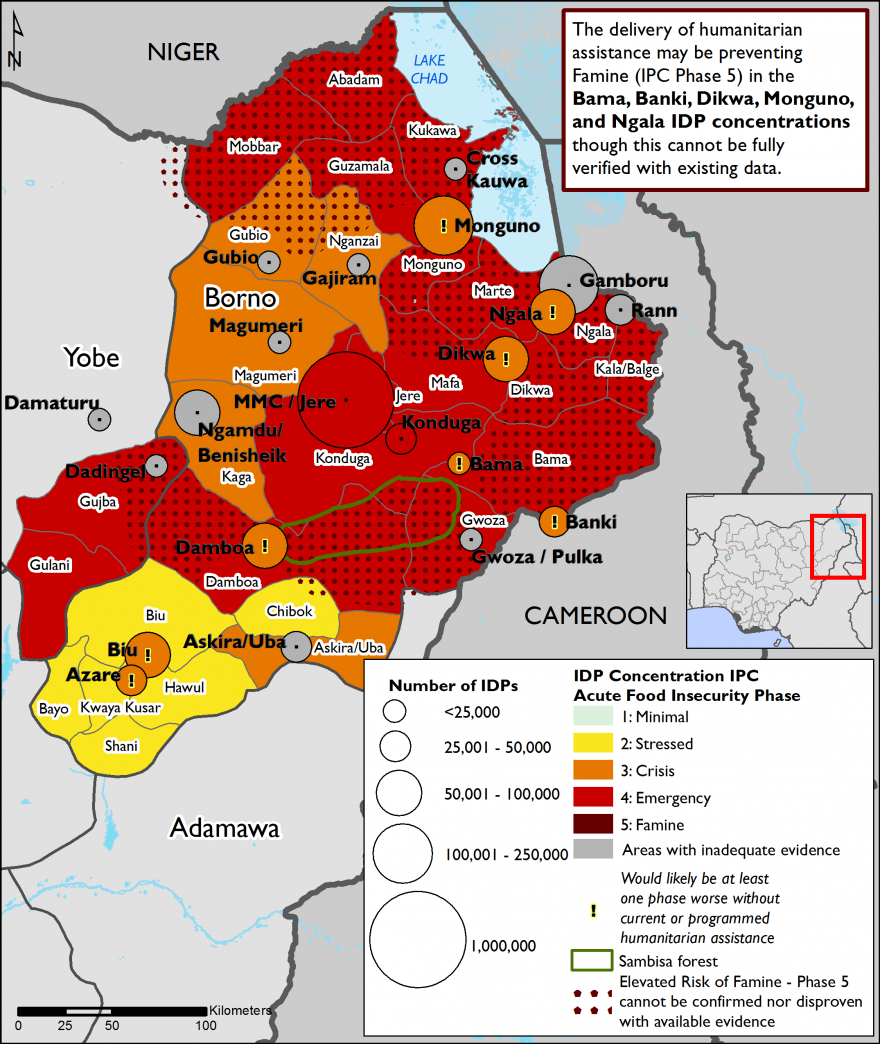 N
NIGER
LAKE
CHAD
The delivery of humanitarian
assistance may be preventing
Famine (IPC Phase 5) in the
Bama, Banki, Dikwa, Monguno,
and Ngala IDP concentrations
though this cannot be fully
verified with existing data.
Abadam
Kukawa
Mobbar
Guzamala
Cross
Kauwa
Gubio
Nganzai
Monguno
Gubio
Monguno
Gajiram
Gamboru
Marte
Borno
Ngala
Rann
Magumeri
Ngala
Yobe
Dikwa
Kala/Balge
Magumeri
Mafa
Dikwa
Damaturu
MMC / Jere
Jere
Ngamdu/
Benisheik
Konduga
Konduga
Bama
Bama
Dadingel
Kaga
Gujba
Gwoza
Banki
Damboa
Gwoza / Pulka
Gulani
Damboa
Biu
Chibok
CAMEROON
Askira/Uba
Askira/Uba
Biu
Azare
Hawul
Bayo
Kwaya Kusar
Shani
Adamawa
Number of IDPs
<25,000
25,001 - 50,000
50,001 - 100,000
100,001 - 250,000
1,000,000
IDP Concentration IPC
Acute Food Insecurity Phase
1: Minimal
2: Stressed
3: Crisis
4: Emergency
5: Famine
Areas with inadequate evidence
!
Would likely be at least
one phase worse without
current or programmed
humanitarian assistance
Sambisa forest
Elevated Risk of Famine - Phase 5
cannot be confirmed nor disproven
with available evidence
Kilometers
0 25 50 100